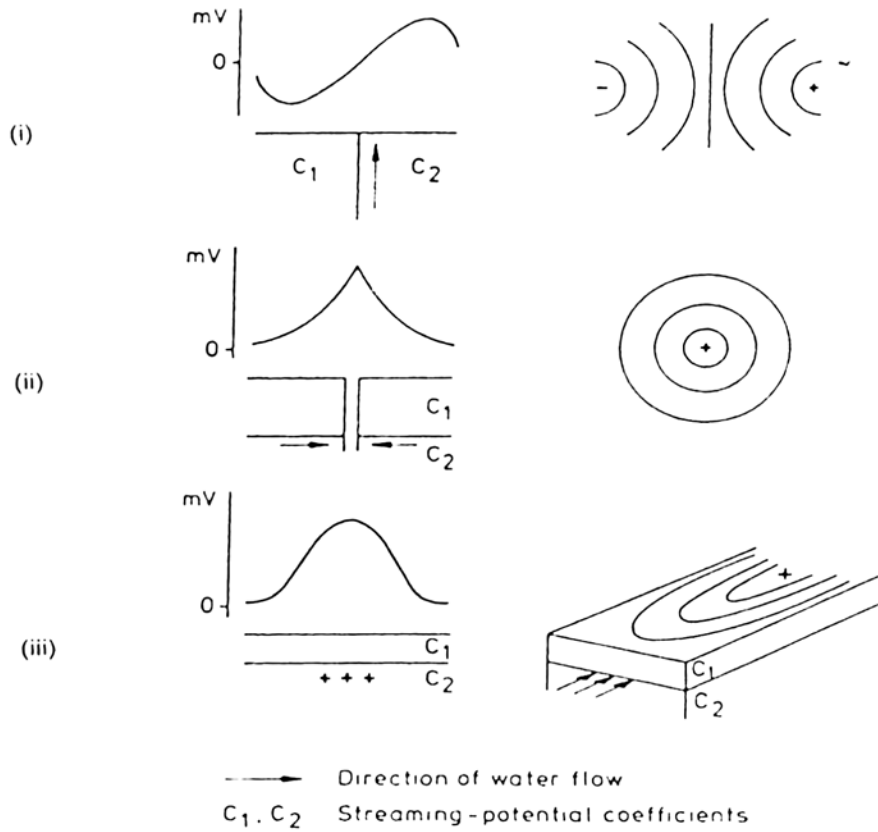 mV
0
- +
(i)
C₁ C₂
mV
0
+
(ii)
C₁
C₂
mV
0
+
(iii)
C₁
+ + + C₂
C₁
C₂
Direction of water flow
C₁, C₂ Streaming-potential coefficients